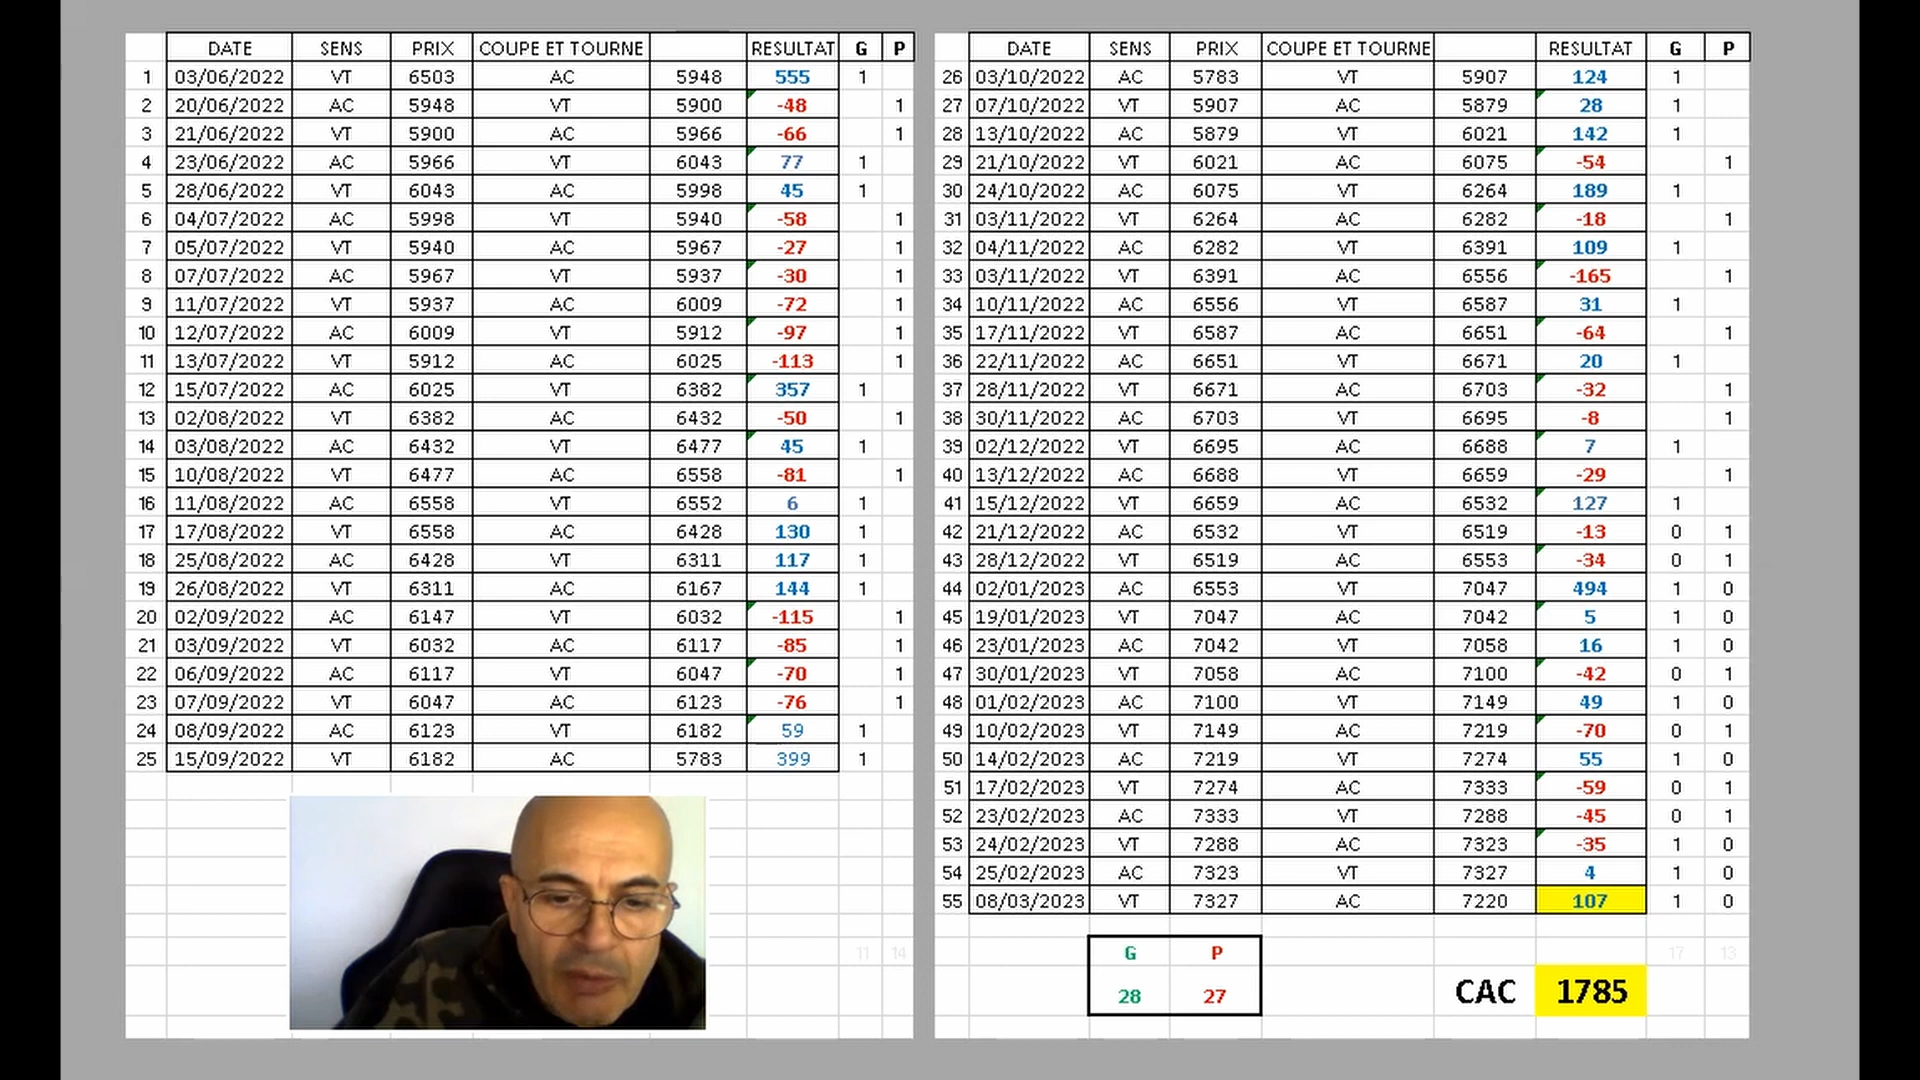 DATE SENS PRIX COUPE ET TOURNE RESULTAT G P
1 03/06/2022 VT 6503 AC 5948 555 1
2 20/06/2022 AC 5948 VT 5900 -48 1
3 21/06/2022 VT 5900 AC 5966 -66 1
4 23/06/2022 AC 5966 VT 6043 77 1
5 28/06/2022 VT 6043 AC 5998 45 1
6 04/07/2022 AC 5998 VT 5940 -58 1
7 05/07/2022 VT 5940 AC 5967 -27 1
8 07/07/2022 AC 5967 VT 5937 -30 1
9 11/07/2022 VT 5937 AC 6009 -72 1
10 12/07/2022 AC 6009 VT 5912 -97 1
11 13/07/2022 VT 5912 AC 6025 -113 1
12 15/07/2022 AC 6025 VT 6382 357 1
13 02/08/2022 VT 6382 AC 6432 -50 1
14 03/08/2022 AC 6432 VT 6477 45 1
15 10/08/2022 VT 6477 AC 6558 -81 1
16 11/08/2022 AC 6558 VT 6552 6 1
17 17/08/2022 VT 6558 AC 6428 130 1
18 25/08/2022 AC 6428 VT 6311 117 1
19 26/08/2022 VT 6311 AC 6167 144 1
20 02/09/2022 AC 6147 VT 6032 -115 1
21 03/09/2022 VT 6032 AC 6117 -85 1
22 06/09/2022 AC 6117 VT 6047 -70 1
23 07/09/2022 VT 6047 AC 6123 -76 1
24 08/09/2022 AC 6123 VT 6182 59 1
25 15/09/2022 VT 6182 AC 5783 399 1
11 14
DATE SENS PRIX COUPE ET TOURNE RESULTAT G P
26 03/10/2022 AC 5783 VT 5907 124 1
27 07/10/2022 VT 5907 AC 5879 28 1
28 13/10/2022 AC 5879 VT 6021 142 1
29 21/10/2022 VT 6021 AC 6075 -54 1
30 24/10/2022 AC 6075 VT 6264 189 1
31 03/11/2022 VT 6264 AC 6282 -18 1
32 04/11/2022 AC 6282 VT 6391 109 1
33 03/11/2022 VT 6391 AC 6556 -165 1
34 10/11/2022 AC 6556 VT 6587 31 1
35 17/11/2022 VT 6587 AC 6651 -64 1
36 22/11/2022 AC 6651 VT 6671 20 1
37 28/11/2022 VT 6671 AC 6703 -32 1
38 30/11/2022 AC 6703 VT 6695 -8 1
39 02/12/2022 VT 6695 AC 6688 7 1
40 13/12/2022 AC 6688 VT 6659 -29 1
41 15/12/2022 VT 6659 AC 6532 127 1
42 21/12/2022 AC 6532 VT 6519 -13 0 1
43 28/12/2022 VT 6519 AC 6553 -34 0 1
44 02/01/2023 AC 6553 VT 7047 494 1 0
45 19/01/2023 VT 7047 AC 7042 5 1 0
46 23/01/2023 AC 7042 VT 7058 16 1 0
47 30/01/2023 VT 7058 AC 7100 -42 0 1
48 01/02/2023 AC 7100 VT 7149 49 1 0
49 10/02/2023 VT 7149 AC 7219 -70 0 1
50 14/02/2023 AC 7219 VT 7274 55 1 0
51 17/02/2023 VT 7274 AC 7333 -59 0 1
52 23/02/2023 AC 7333 VT 7288 -45 0 1
53 24/02/2023 VT 7288 AC 7323 -35 1 0
54 25/02/2023 AC 7323 VT 7327 4 1 0
55 08/03/2023 VT 7327 AC 7220 107 1 0
17 13
G P
28 27
CAC 1785